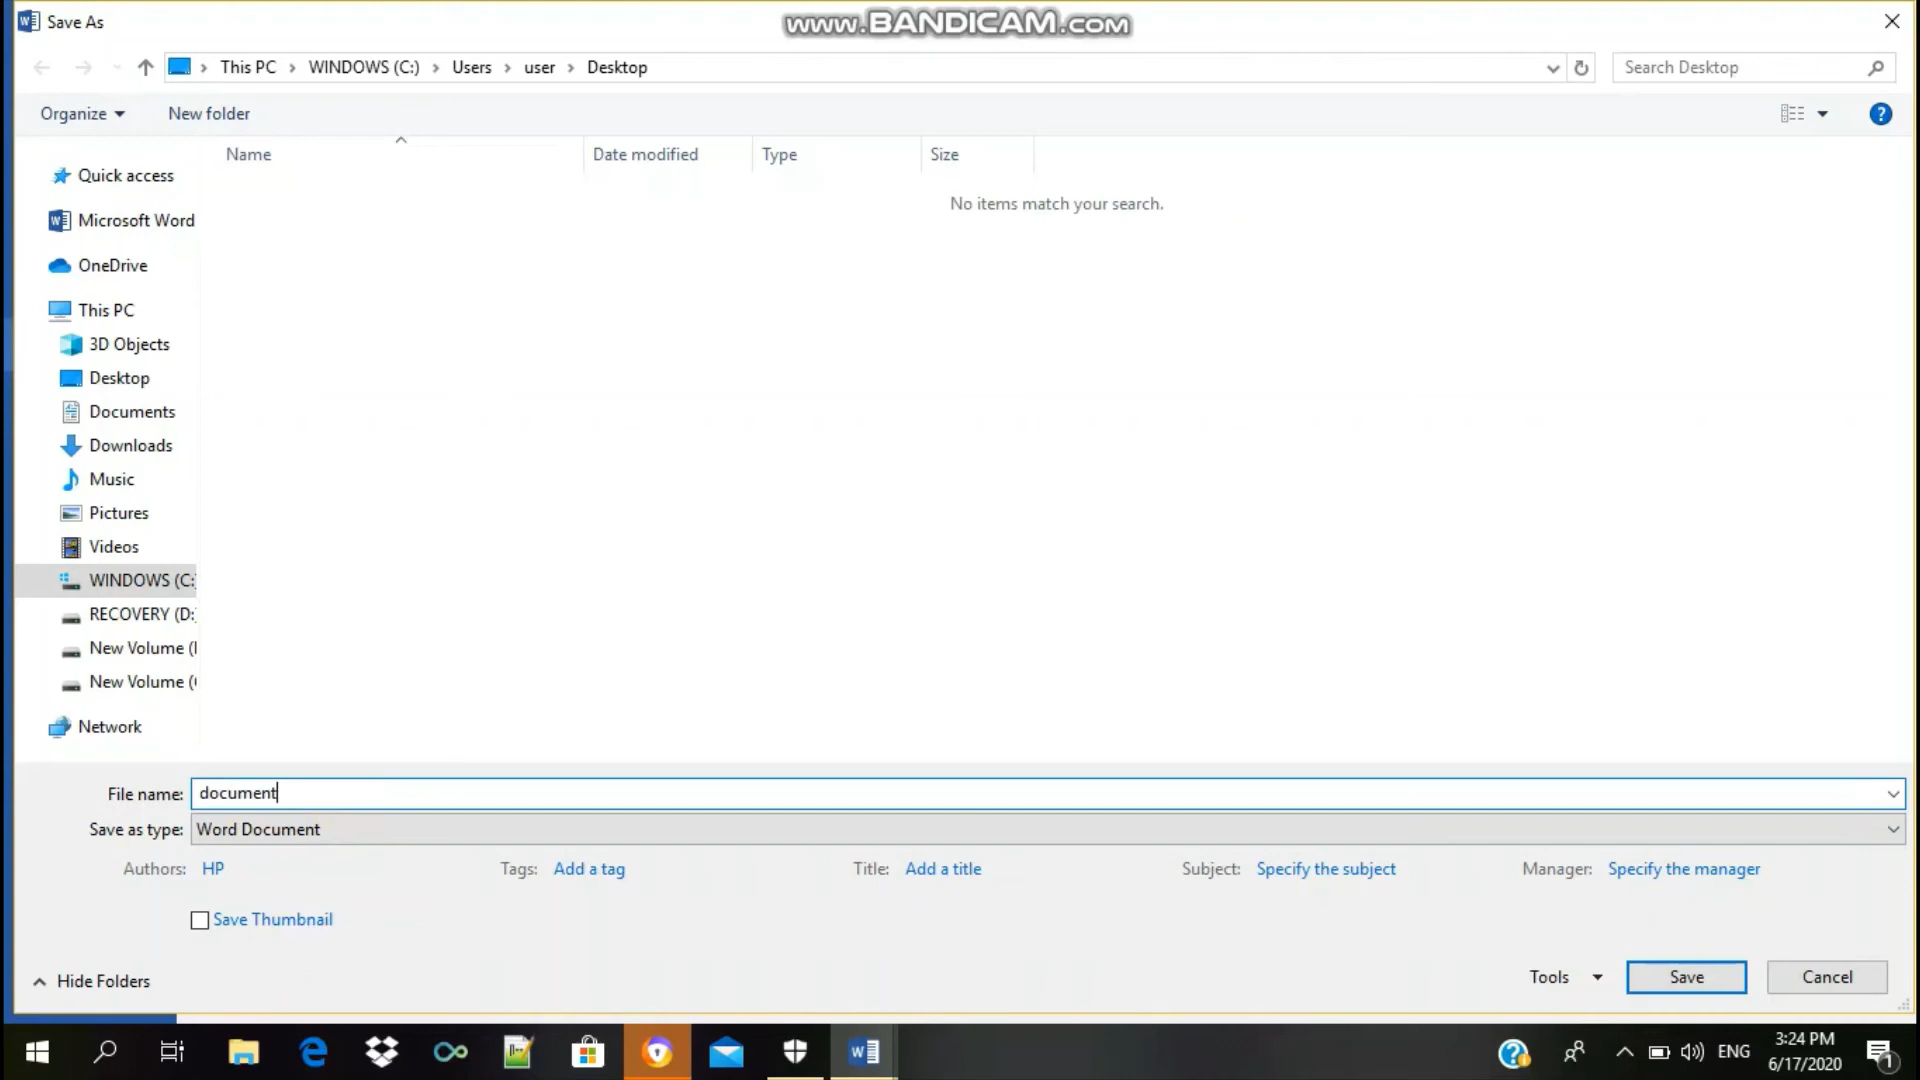 Save As
www.BANDICAM.com
This PC > WINDOWS (C:) > Users > user > Desktop
Search Desktop
Organize
New folder
Name
Date modified
Type
Size
No items match your search.
Quick access
Microsoft Word
OneDrive
This PC
3D Objects
Desktop
Documents
Downloads
Music
Pictures
Videos
WINDOWS (C:
RECOVERY (D:
New Volume (
New Volume (
Network
File name: document
Save as type: Word Document
Authors: HP
Tags: Add a tag
Title: Add a title
Subject: Specify the subject
Manager: Specify the manager
Save Thumbnail
Hide Folders
Tools
Save
Cancel
ENG
3:24 PM
6/17/2020
1